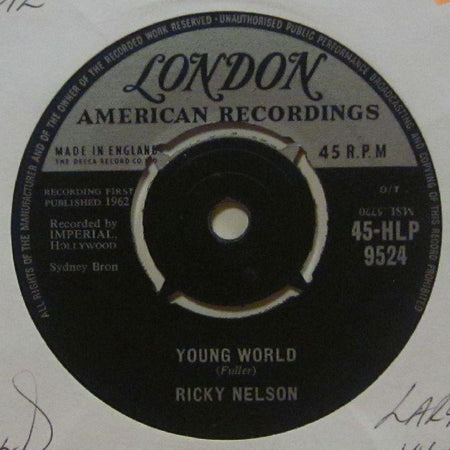 AND OF THE OWNER OF THE RECORDED WORK RESERVED · UNAUTHORISED PUBLIC PERFORMANCE BROADCASTING AND COPYING OF THIS RECORD PROHIBITED
ALL RIGHTS OF THE MANUFACTURER
LONDON
AMERICAN RECORDINGS
MADE IN ENGLAND
THE DECCA RECORD CO
45 R.P.M
RECORDING FIRST
PUBLISHED 1962
O/T
Recorded by
IMPERIAL,
HOLLYWOOD
Sydney Bron
45-HLP
9524
YOUNG WORLD
(Fuller)
RICKY NELSON